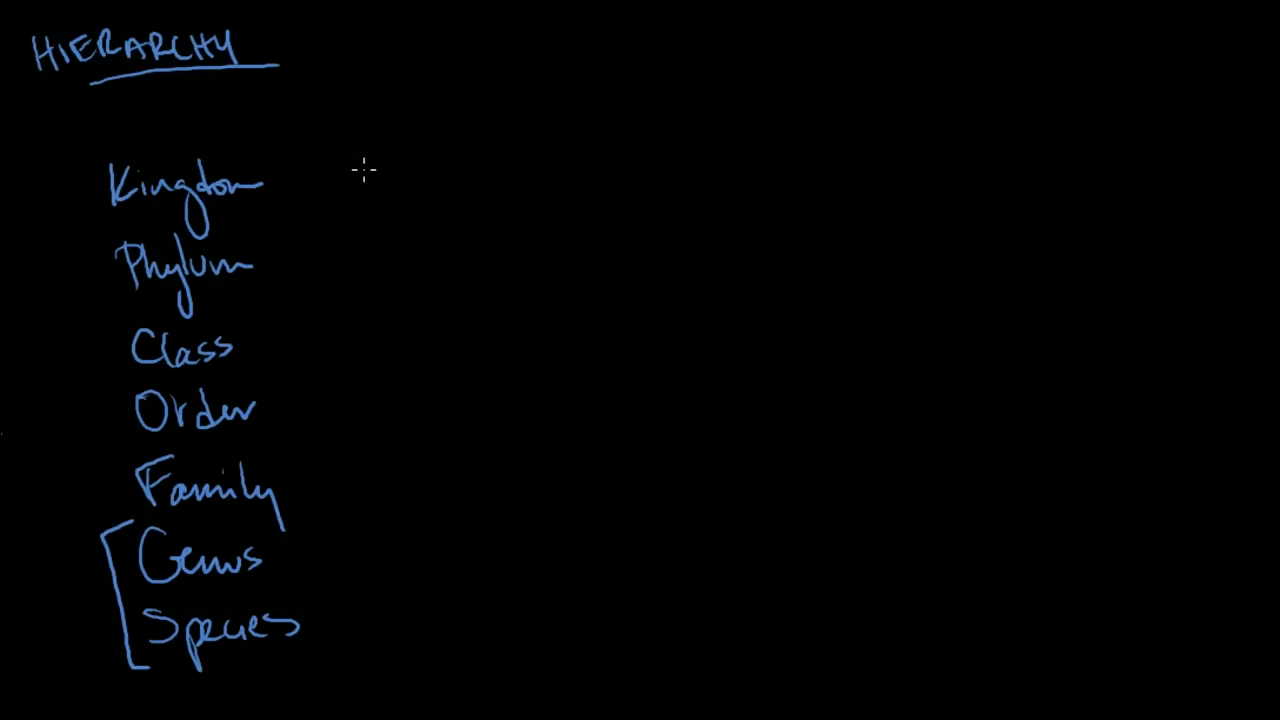 HIERARCHY
Kingdom
Phylum
Class
Order
Family
Genus
Species